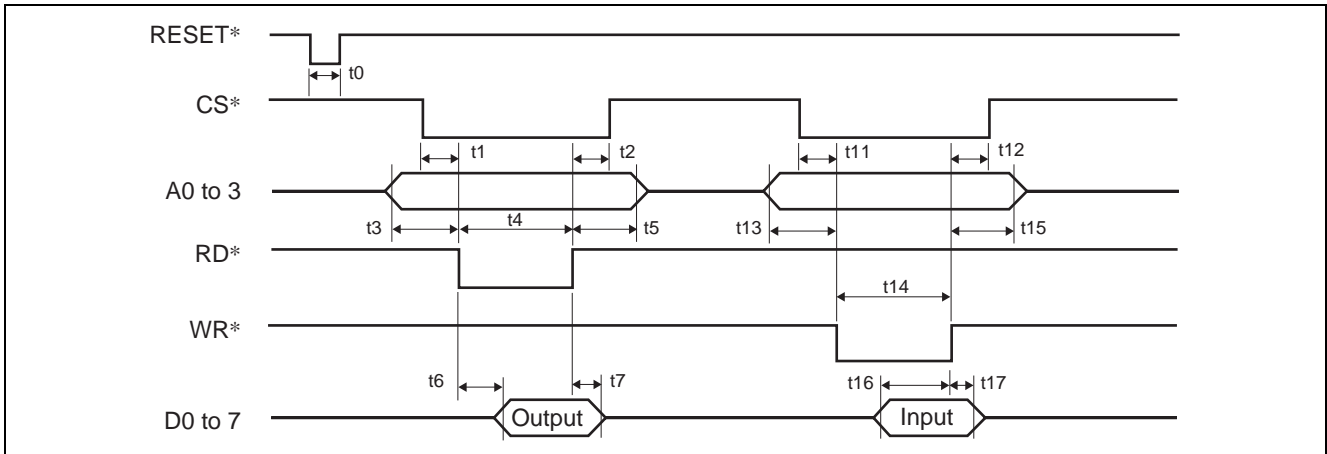 RESET*
t0
CS*
t1 t2 t11 t12
A0 to 3
t3 t4 t5 t13 t15
RD*
t14
WR*
t6 t7 t16 t17
D0 to 7 Output Input